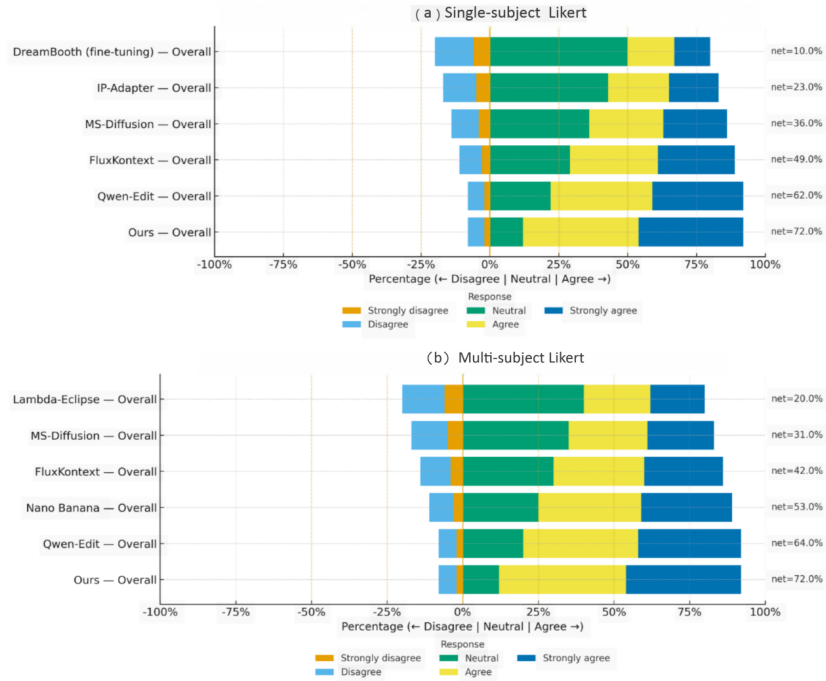 (a) Single-subject Likert
DreamBooth (fine-tuning) — Overall net=10.0%
IP-Adapter — Overall net=23.0%
MS-Diffusion — Overall net=36.0%
FluxKontext — Overall net=49.0%
Qwen-Edit — Overall net=62.0%
Ours — Overall net=72.0%
-100% -75% -50% -25% 0% 25% 50% 75% 100%
Percentage (← Disagree | Neutral | Agree →)
Response
Strongly disagree Neutral Strongly agree
Disagree Agree
(b) Multi-subject Likert
Lambda-Eclipse — Overall net=20.0%
MS-Diffusion — Overall net=31.0%
FluxKontext — Overall net=42.0%
Nano Banana — Overall net=53.0%
Qwen-Edit — Overall net=64.0%
Ours — Overall net=72.0%
-100% -75% -50% -25% 0% 25% 50% 75% 100%
Percentage (← Disagree | Neutral | Agree →)
Response
Strongly disagree Neutral Strongly agree
Disagree Agree